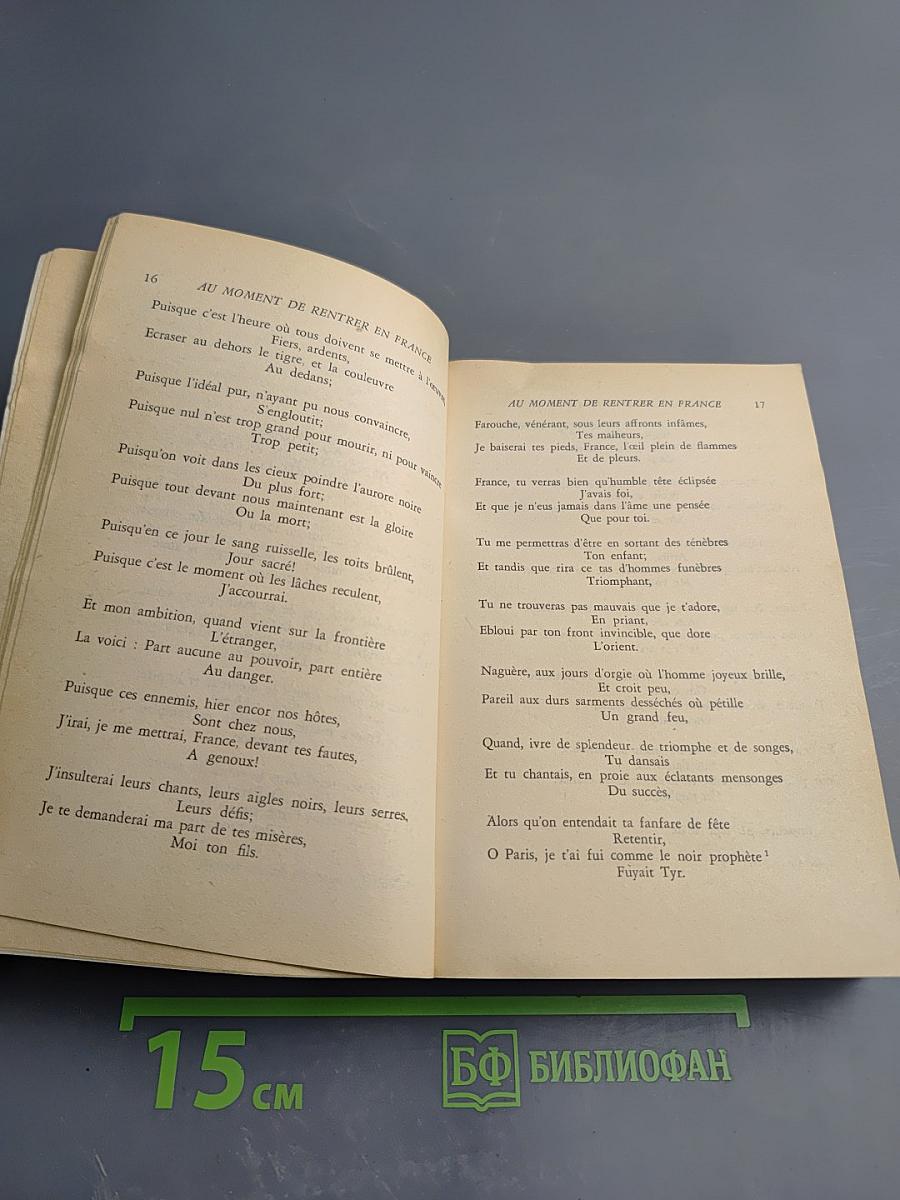 16
AU MOMENT DE RENTRER EN FRANCE
Puisque c'est l'heure où tous doivent se mettre à l'œuvre,
Fiers, ardents,
Ecraser au dehors le tigre, et la couleuvre
Au dedans;
Puisque l'idéal pur, n'ayant pu nous convaincre,
S'engloutit;
Puisque nul n'est trop grand pour mourir, ni pour vaincre
Trop petit;
Puisqu'on voit dans les cieux poindre l'aurore noire
Du plus fort;
Puisque tout devant nous maintenant est la gloire
Ou la mort;
Puisqu'en ce jour le sang ruisselle, les toits brûlent,
Jour sacré!
Puisque c'est le moment où les lâches reculent,
J'accourrai.
Et mon ambition, quand vient sur la frontière
L'étranger,
La voici : Part aucune au pouvoir, part entière
Au danger.
Puisque ces ennemis, hier encor nos hôtes,
Sont chez nous,
J'irai, je me mettrai, France, devant tes fautes,
A genoux!
J'insulterai leurs chants, leurs aigles noirs, leurs serres,
Leurs défis;
Je te demanderai ma part de tes misères,
Moi ton fils.
AU MOMENT DE RENTRER EN FRANCE 17
Farouche, vénérant, sous leurs affronts infâmes,
Tes malheurs,
Je baiserai tes pieds, France, l'œil plein de flammes
Et de pleurs.
France, tu verras bien qu'humble tête éclipsée
J'avais foi,
Et que je n'eus jamais dans l'âme une pensée
Que pour toi.
Tu me permettras d'être en sortant des ténèbres
Ton enfant;
Et tandis que rira ce tas d'hommes funèbres
Triomphant,
Tu ne trouveras pas mauvais que je t'adore,
En priant,
Ebloui par ton front invincible, que dore
L'orient.
Naguère, aux jours d'orgie où l'homme joyeux brille,
Et croit peu,
Pareil aux durs sarments desséchés où pétille
Un grand feu,
Quand, ivre de splendeur, de triomphe et de songes,
Tu dansais
Et tu chantais, en proie aux éclatants mensonges
Du succès,
Alors qu'on entendait ta fanfare de fête
Retentir,
O Paris, je t'ai fui comme le noir prophète¹
Fuyait Tyr.
15 см
БФ БИБЛИОФАН